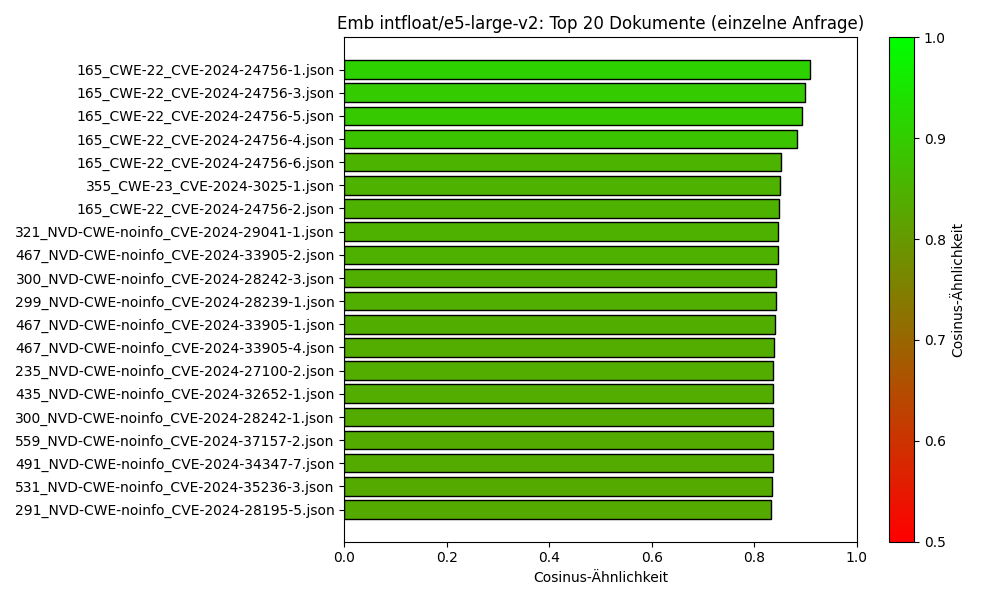 Emb intfloat/e5-large-v2: Top 20 Dokumente (einzelne Anfrage)
165_CWE-22_CVE-2024-24756-1.json
165_CWE-22_CVE-2024-24756-3.json
165_CWE-22_CVE-2024-24756-5.json
165_CWE-22_CVE-2024-24756-4.json
165_CWE-22_CVE-2024-24756-6.json
355_CWE-23_CVE-2024-3025-1.json
165_CWE-22_CVE-2024-24756-2.json
321_NVD-CWE-noinfo_CVE-2024-29041-1.json
467_NVD-CWE-noinfo_CVE-2024-33905-2.json
300_NVD-CWE-noinfo_CVE-2024-28242-3.json
299_NVD-CWE-noinfo_CVE-2024-28239-1.json
467_NVD-CWE-noinfo_CVE-2024-33905-1.json
467_NVD-CWE-noinfo_CVE-2024-33905-4.json
235_NVD-CWE-noinfo_CVE-2024-27100-2.json
435_NVD-CWE-noinfo_CVE-2024-32652-1.json
300_NVD-CWE-noinfo_CVE-2024-28242-1.json
559_NVD-CWE-noinfo_CVE-2024-37157-2.json
491_NVD-CWE-noinfo_CVE-2024-34347-7.json
531_NVD-CWE-noinfo_CVE-2024-35236-3.json
291_NVD-CWE-noinfo_CVE-2024-28195-5.json
0.0 0.2 0.4 0.6 0.8 1.0
Cosinus-Ähnlichkeit
1.0
0.9
0.8
0.7
0.6
0.5
Cosinus-Ähnlichkeit